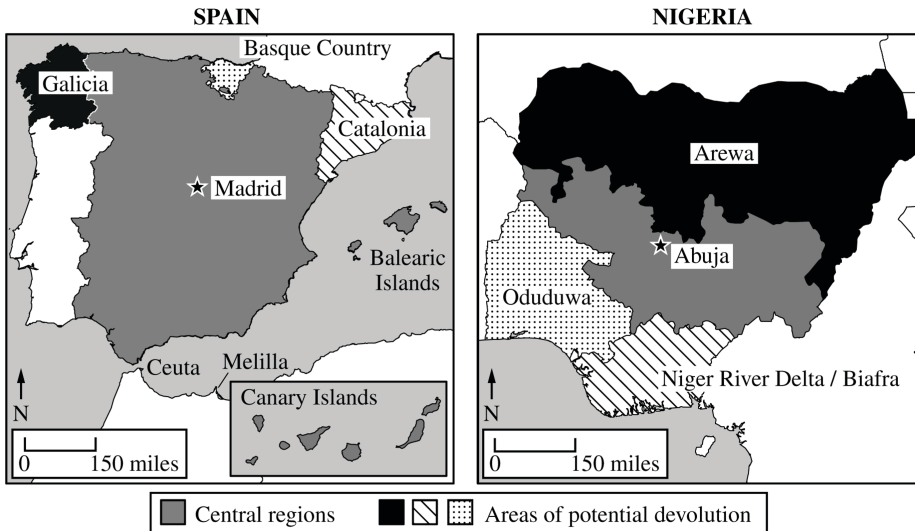 SPAIN
Basque Country
Galicia
Catalonia
Madrid
Balearic
Islands
Ceuta
Melilla
Canary Islands
N
0 150 miles
NIGERIA
Arewa
Abuja
Oduduwa
Niger River Delta / Biafra
N
0 150 miles
Central regions
Areas of potential devolution